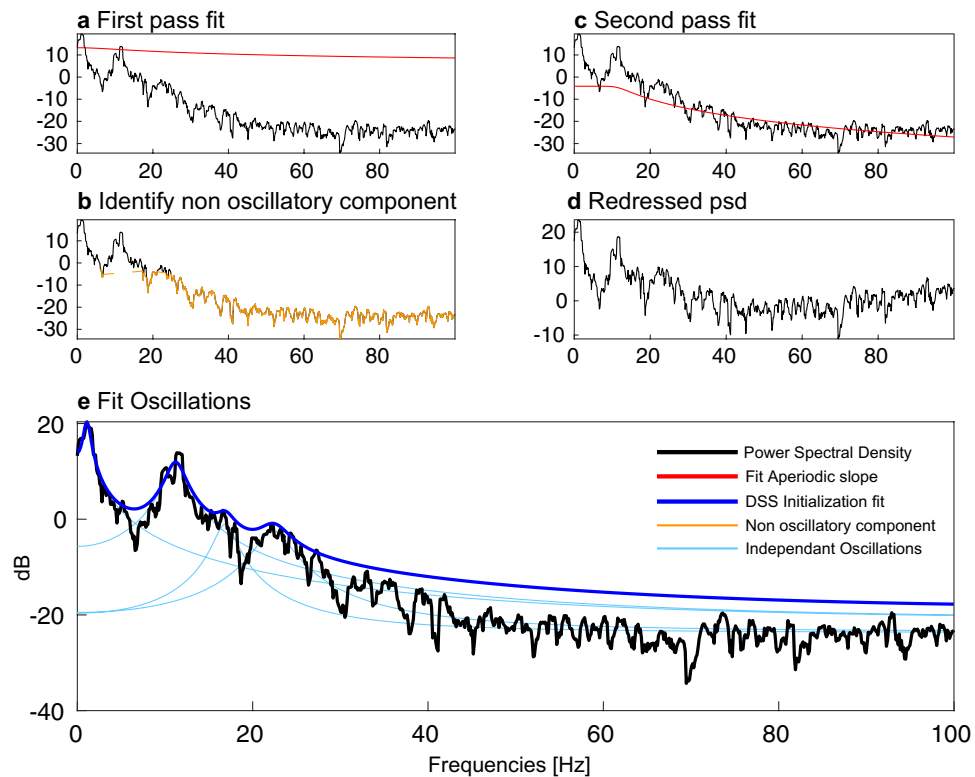 a First pass fit
10
0
-10
-20
-30
0 20 40 60 80
c Second pass fit
10
0
-10
-20
-30
0 20 40 60 80
b Identify non oscillatory component
10
0
-10
-20
-30
0 20 40 60 80
d Redressed psd
20
10
0
-10
0 20 40 60 80
e Fit Oscillations
20
0
-20
-40
dB
0 20 40 60 80 100
Frequencies [Hz]
Power Spectral Density
Fit Aperiodic slope
DSS Initialization fit
Non oscillatory component
Independant Oscillations